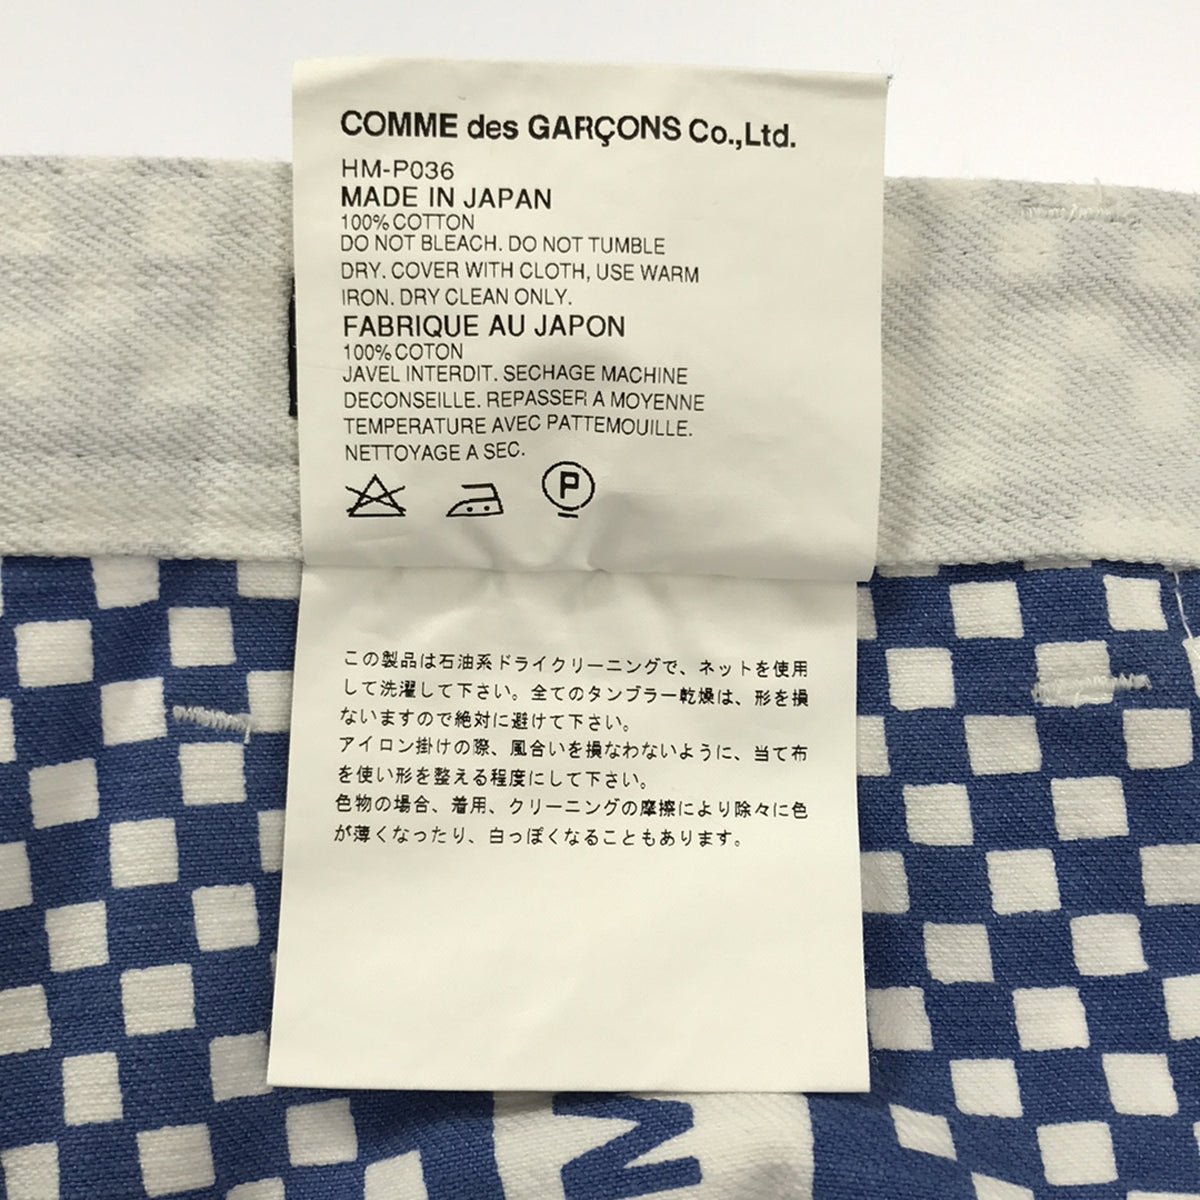 COMME des GARÇONS Co.,Ltd.
HM-P036
MADE IN JAPAN
100% COTTON
DO NOT BLEACH. DO NOT TUMBLE
DRY. COVER WITH CLOTH, USE WARM
IRON. DRY CLEAN ONLY.
FABRIQUE AU JAPON
100% COTON
JAVEL INTERDIT. SECHAGE MACHINE
DECONSEILLE. REPASSER A MOYENNE
TEMPERATURE AVEC PATTEMOUILLE.
NETTOYAGE A SEC.
P
この製品は石油系ドライクリーニングで、ネットを使用
して洗濯して下さい。全てのタンブラー乾燥は、形を損
ないますので絶対に避けて下さい。
アイロン掛けの際、風合いを損なわないように、当て布
を使い形を整える程度にして下さい。
色物の場合、着用、クリーニングの摩擦により除々に色
が薄くなったり、白っぽくなることもあります。